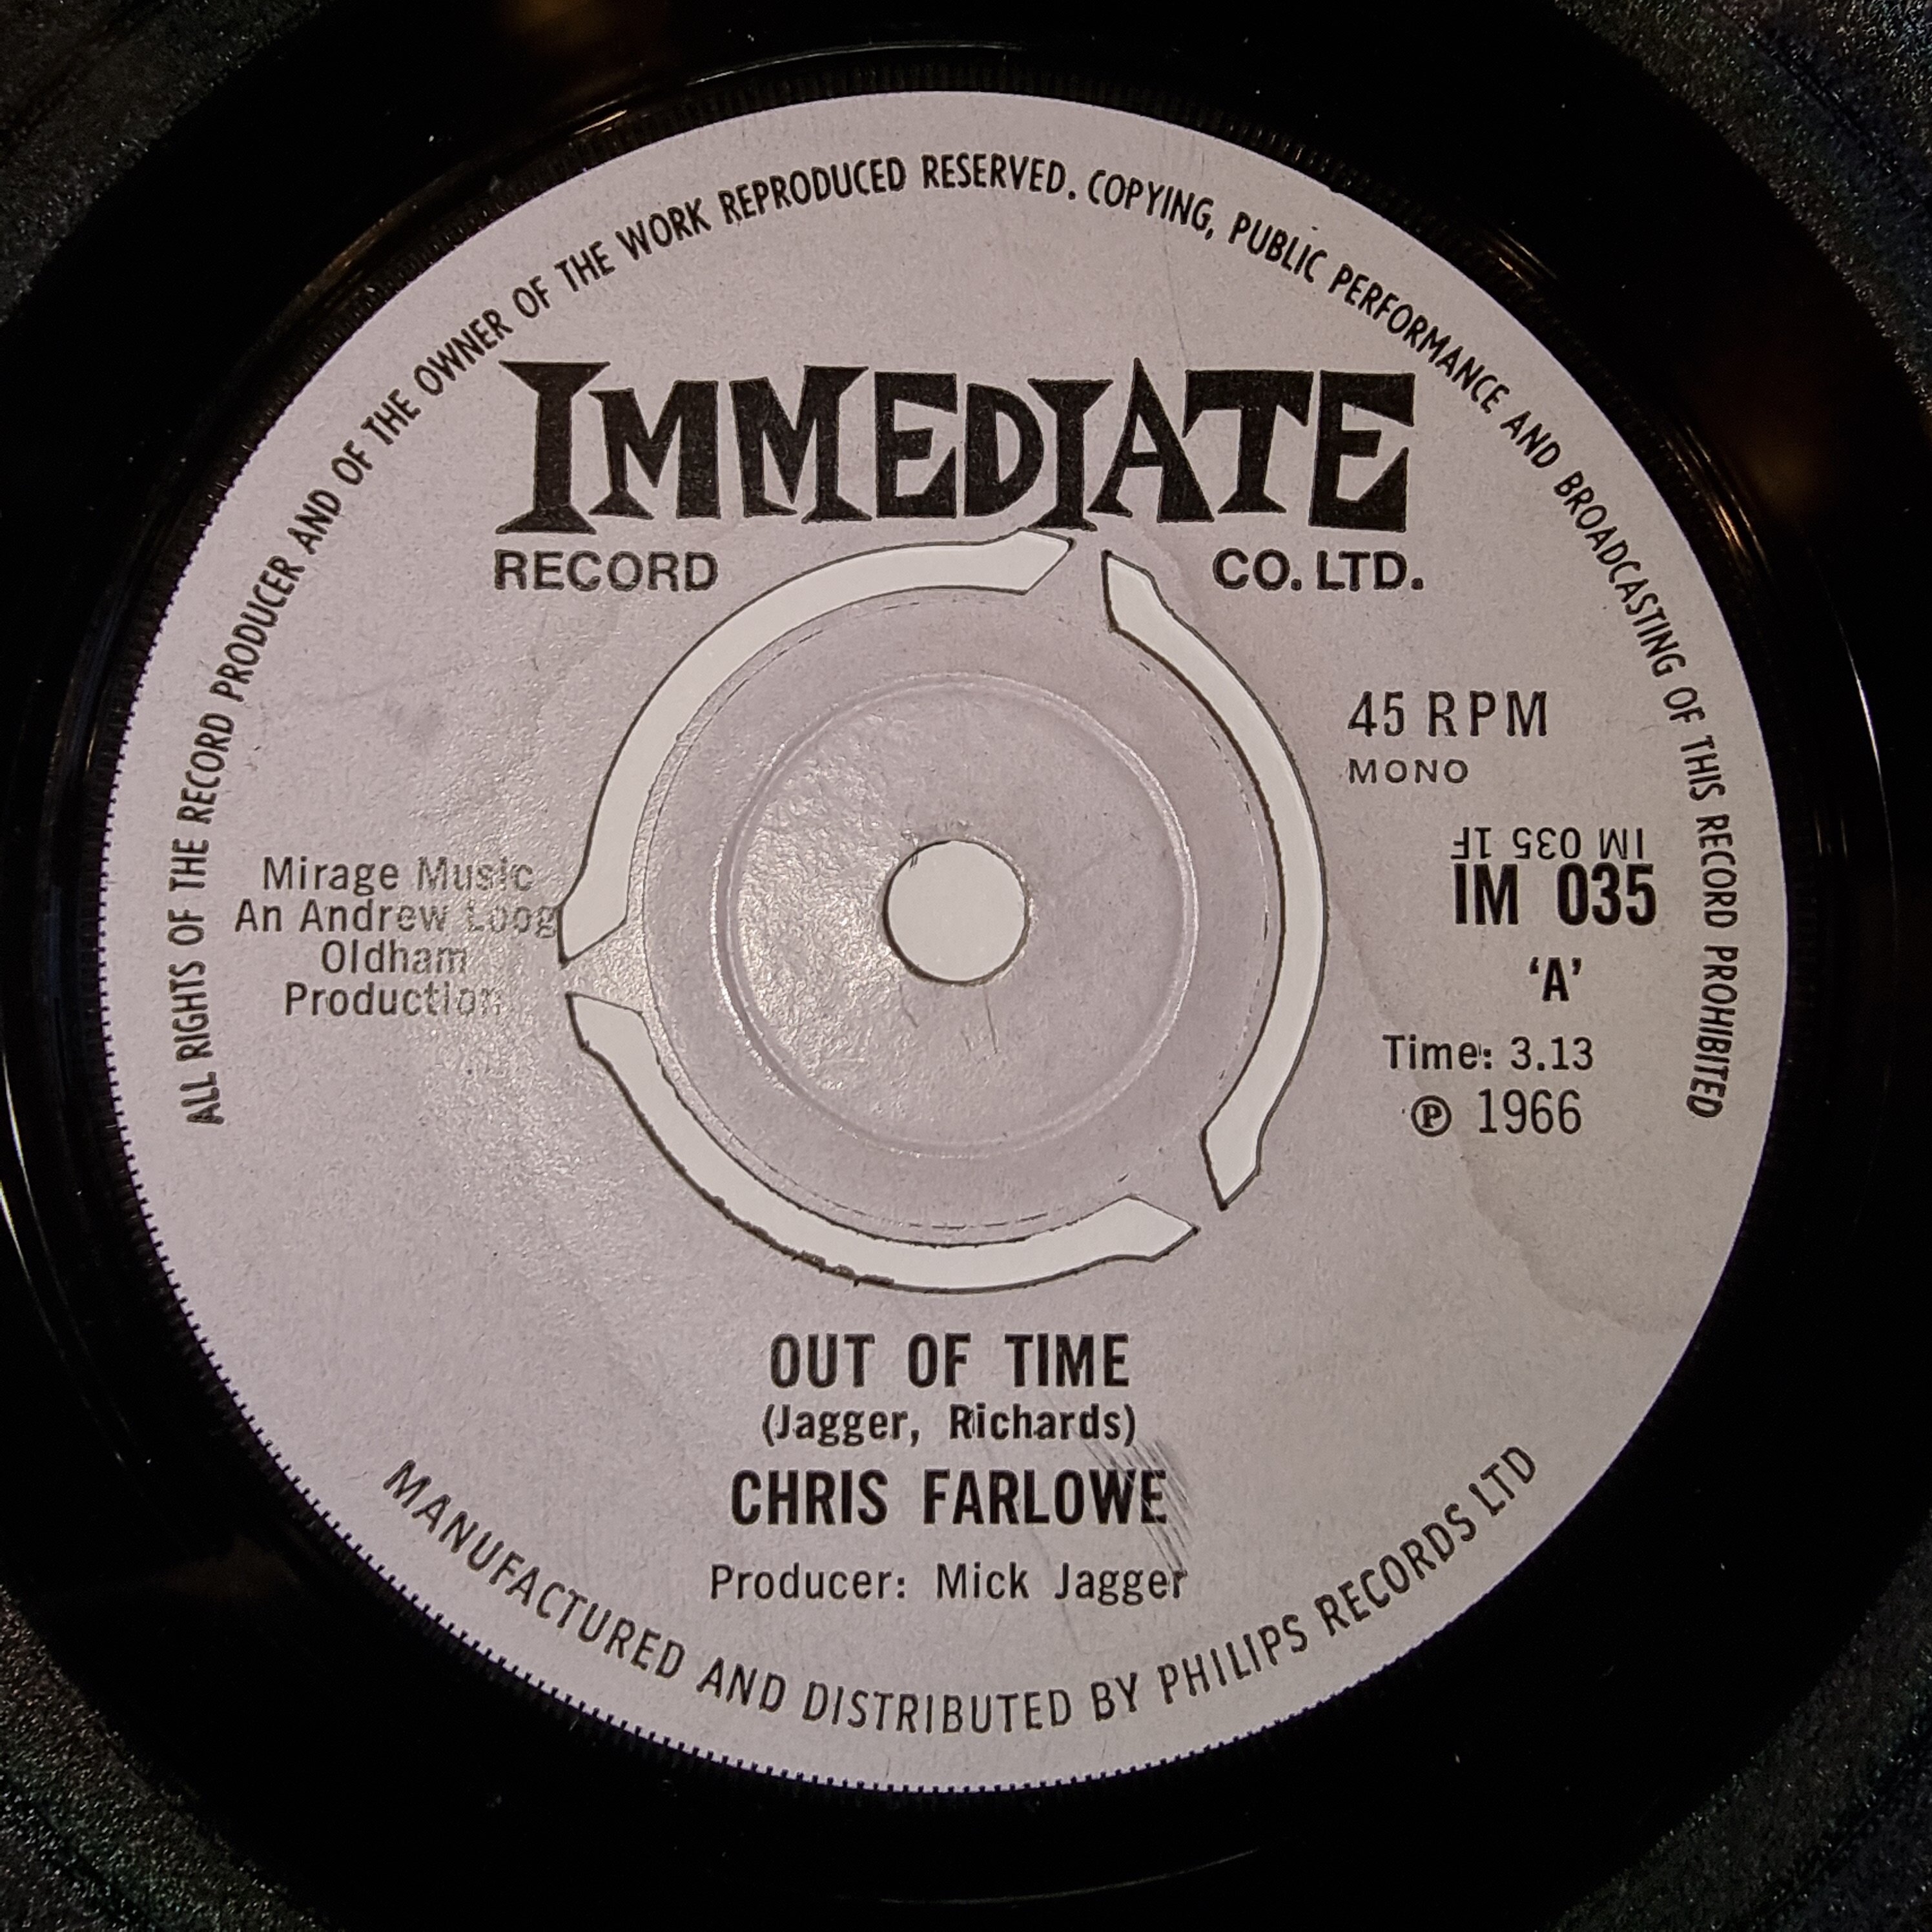 ALL RIGHTS OF THE RECORD PRODUCER AND OF THE OWNER OF THE WORK REPRODUCED RESERVED. COPYING, PUBLIC PERFORMANCE AND BROADCASTING OF THIS RECORD PROHIBITED
IMMEDIATE
RECORD CO. LTD.
45 RPM
MONO
IM 035 1F
IM 035
‘A’
Time: 3.13
℗ 1966
Mirage Music
An Andrew Loog
Oldham
Production
OUT OF TIME
(Jagger, Richards)
CHRIS FARLOWE
Producer: Mick Jagger
MANUFACTURED AND DISTRIBUTED BY PHILIPS RECORDS LTD